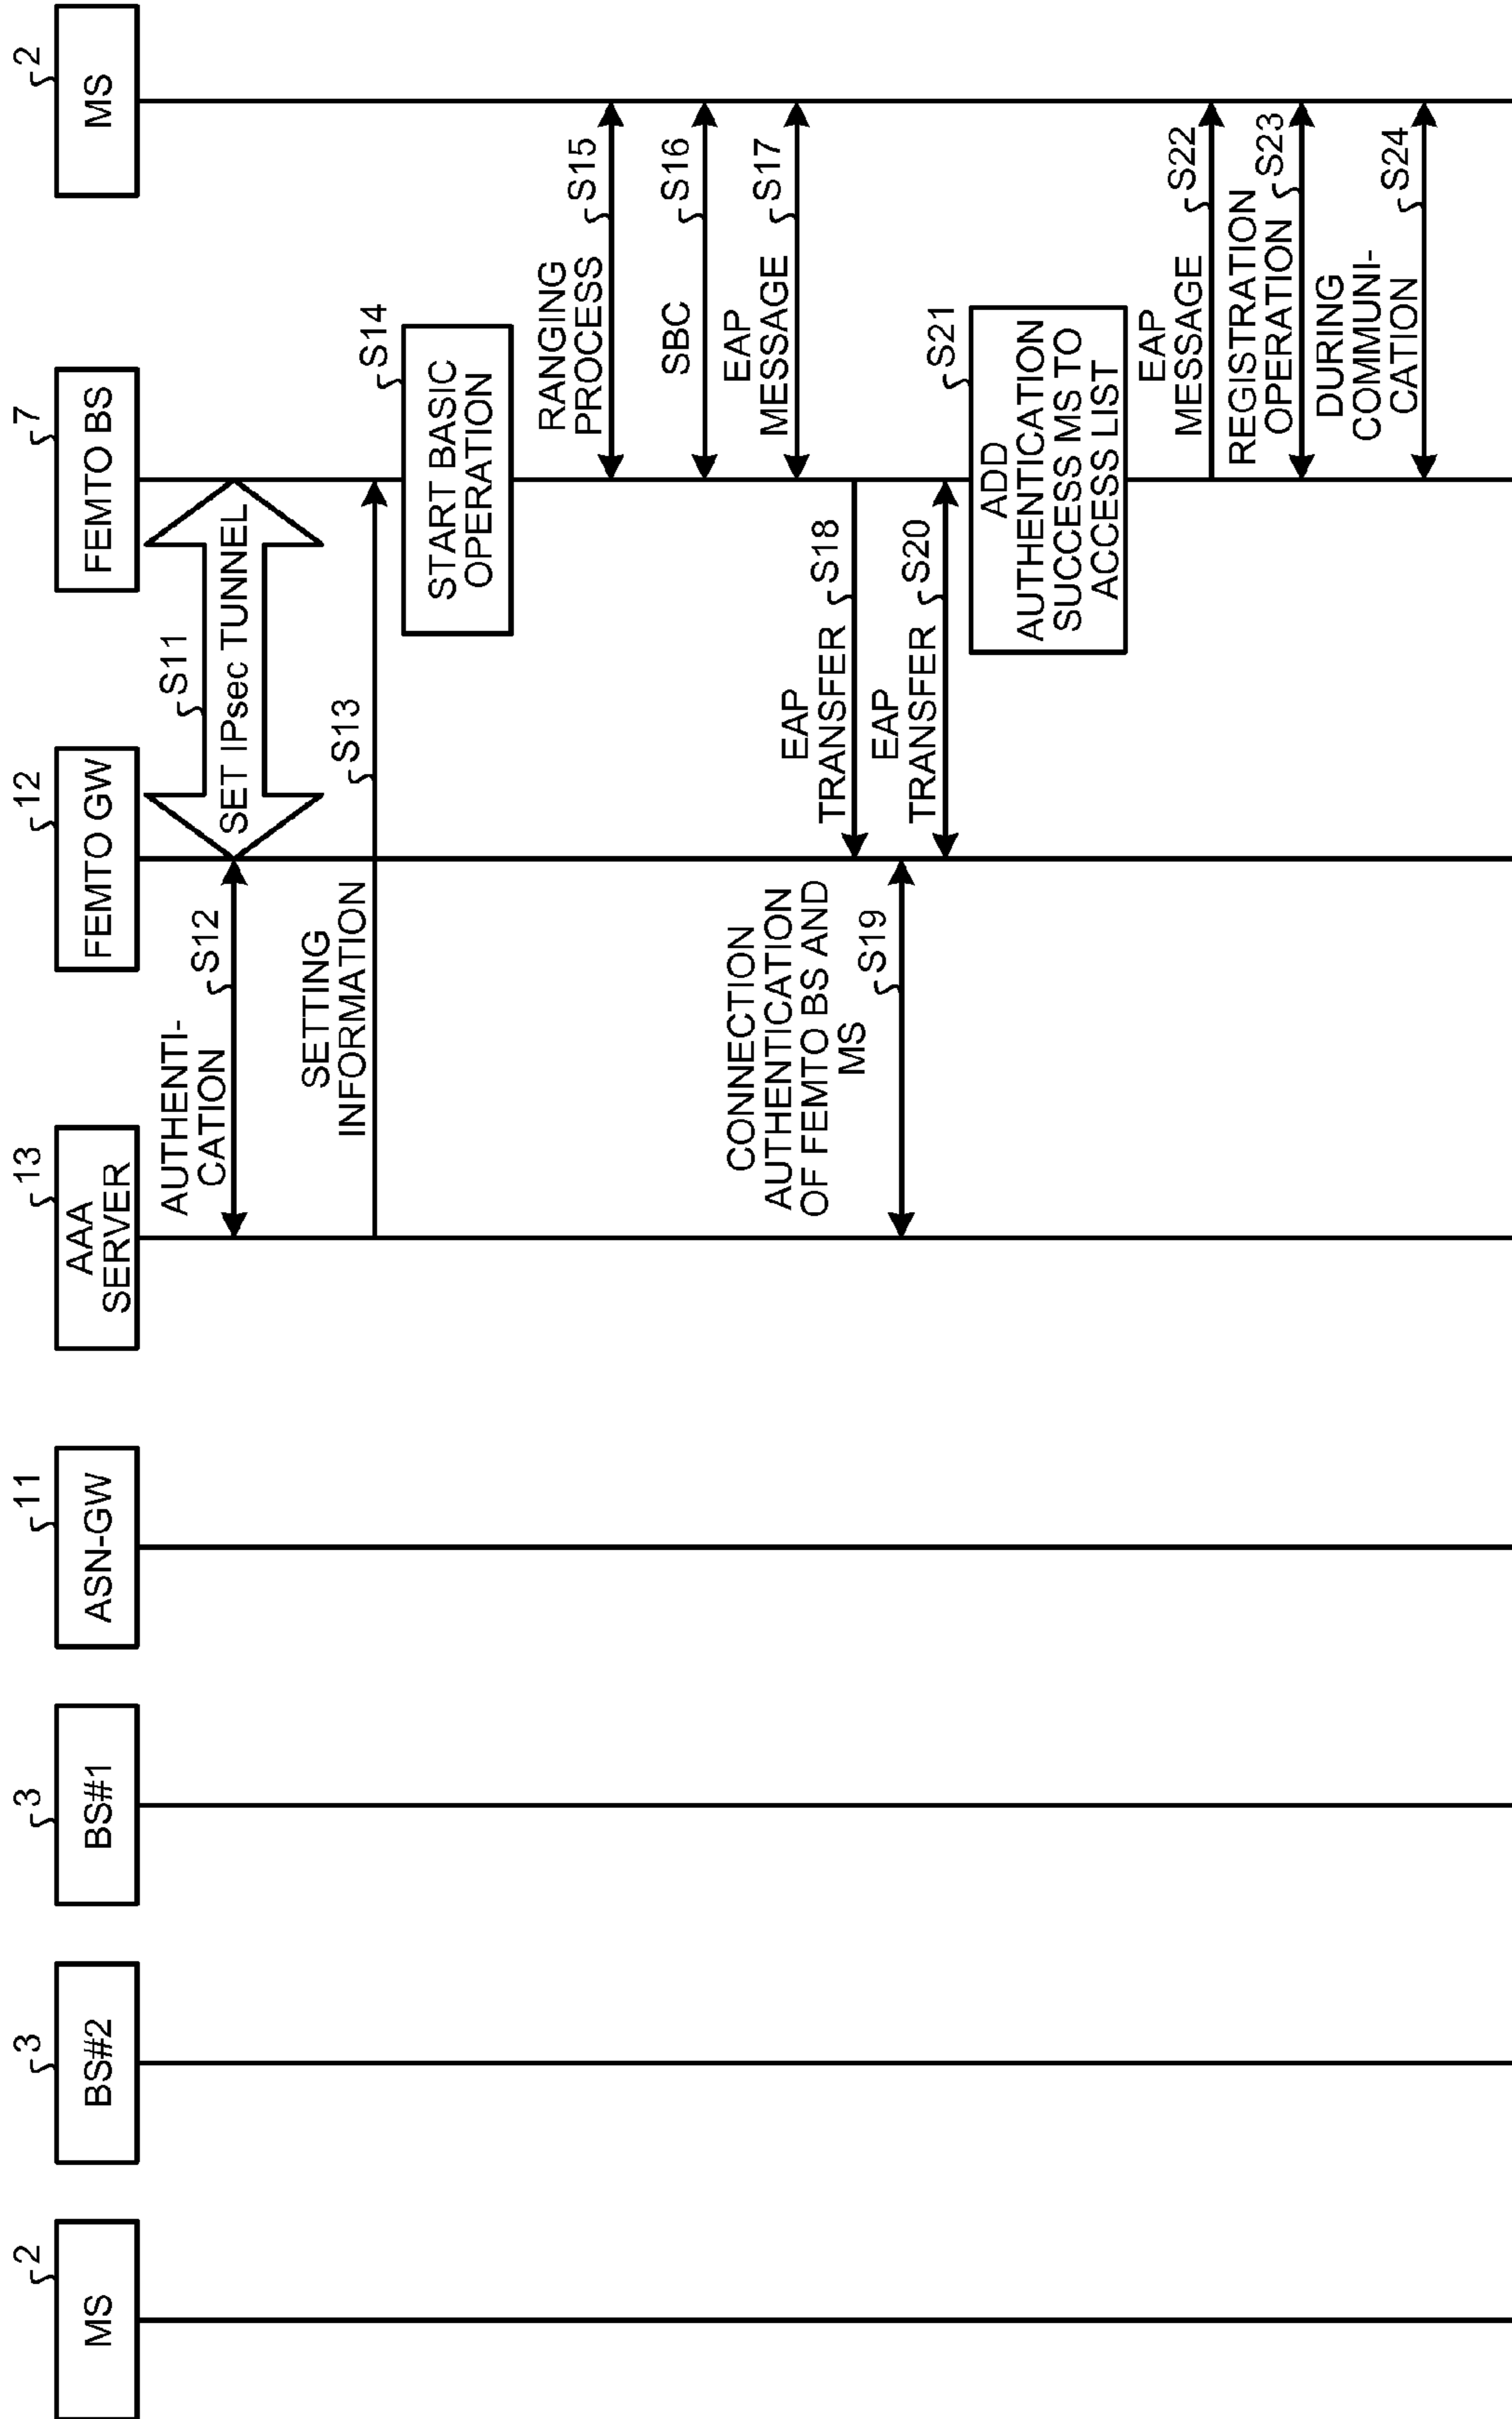 2
MS
3
BS#2
3
BS#1
11
ASN-GW
13
AAA
SERVER
12
FEMTO GW
7
FEMTO BS
2
MS
S11
SET IPsec TUNNEL
AUTHENTI-
CATION
S12
SETTING
INFORMATION
S13
S14
START BASIC
OPERATION
RANGING
PROCESS
S15
SBC
S16
EAP
MESSAGE
S17
EAP
TRANSFER
S18
CONNECTION
AUTHENTICATION
OF FEMTO BS AND
MS
S19
EAP
TRANSFER
S20
S21
ADD
AUTHENTICATION
SUCCESS MS TO
ACCESS LIST
EAP
MESSAGE
S22
REGISTRATION
OPERATION
S23
DURING
COMMUNI-
CATION
S24